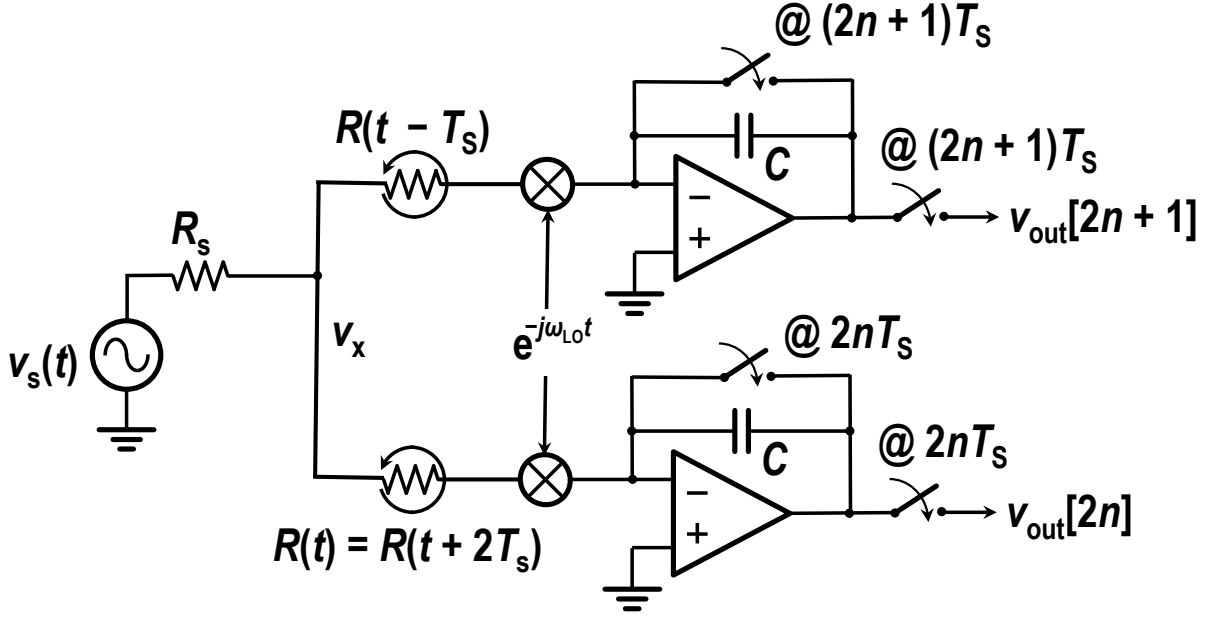 @ (2n + 1)TS
R(t − TS)
C
@ (2n + 1)TS
−
+
vout[2n + 1]
Rs
vs(t)
vx
e−jωLOt
@ 2nTS
C
@ 2nTS
−
+
vout[2n]
R(t) = R(t + 2Ts)